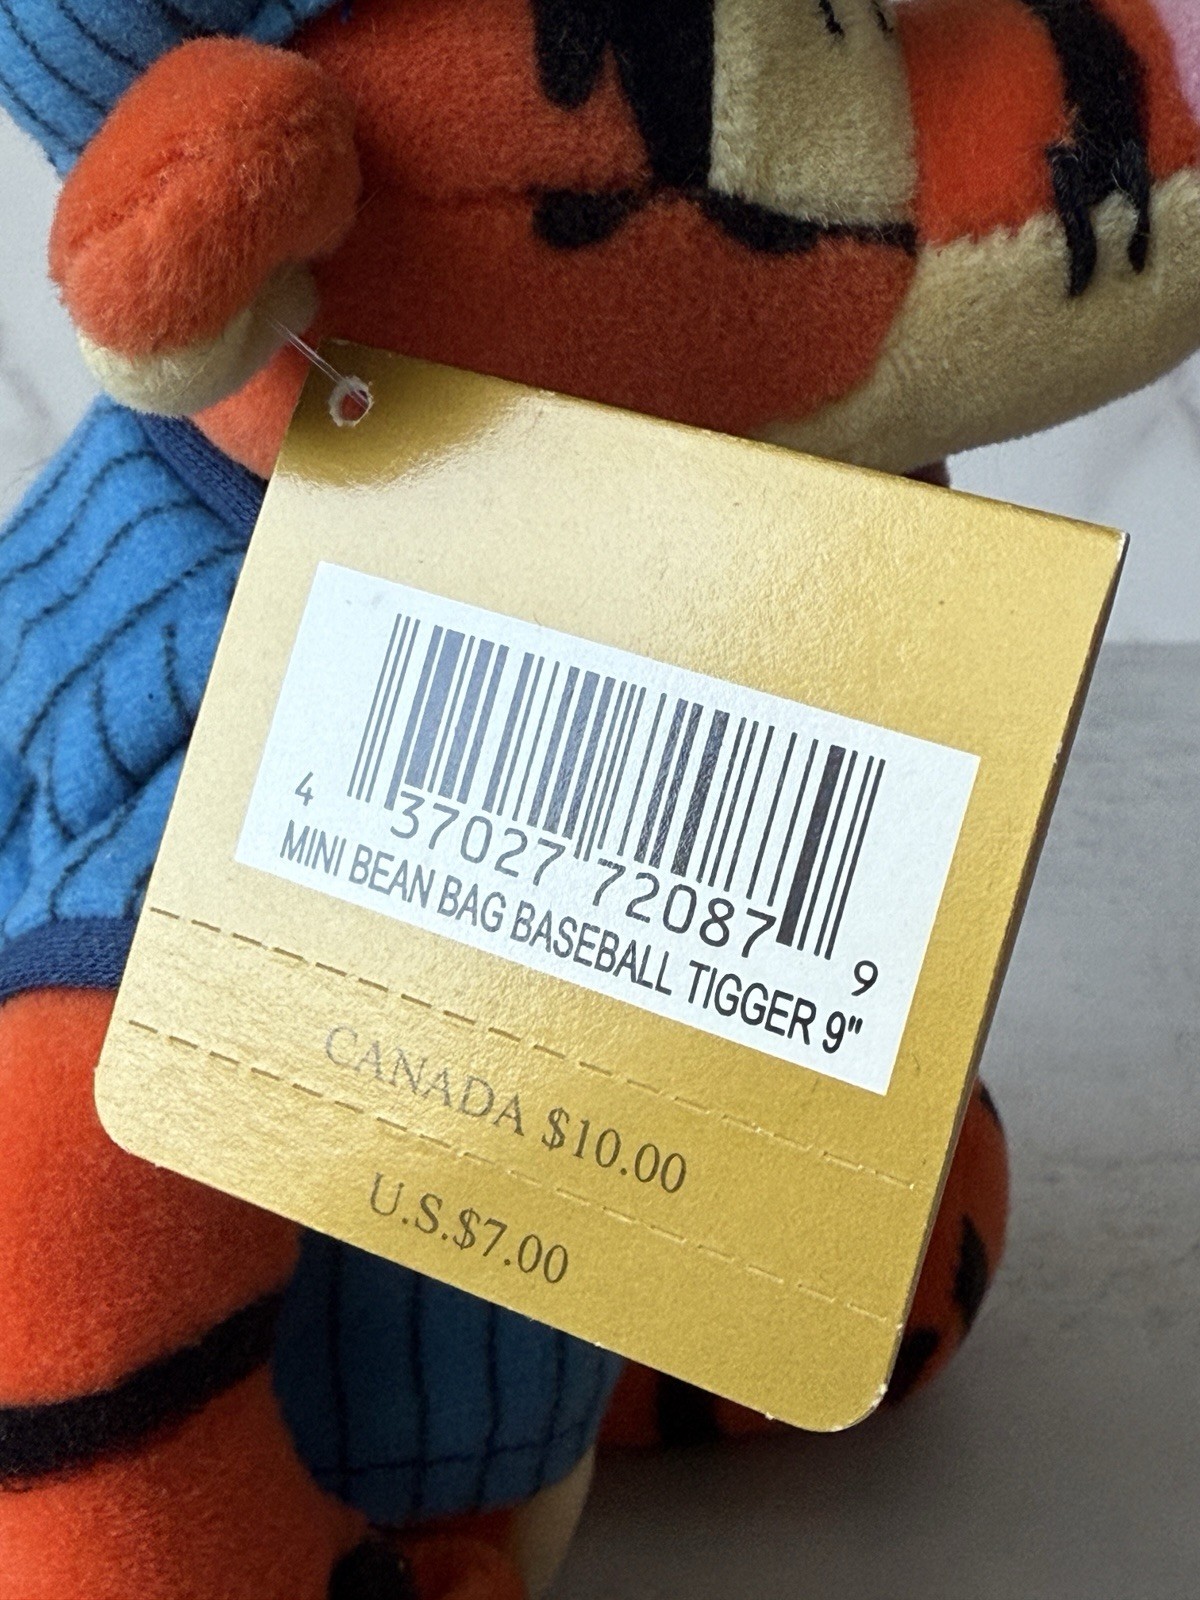 4 37027 72087 9
MINI BEAN BAG BASEBALL TIGGER 9"
CANADA $10.00
U.S.$7.00